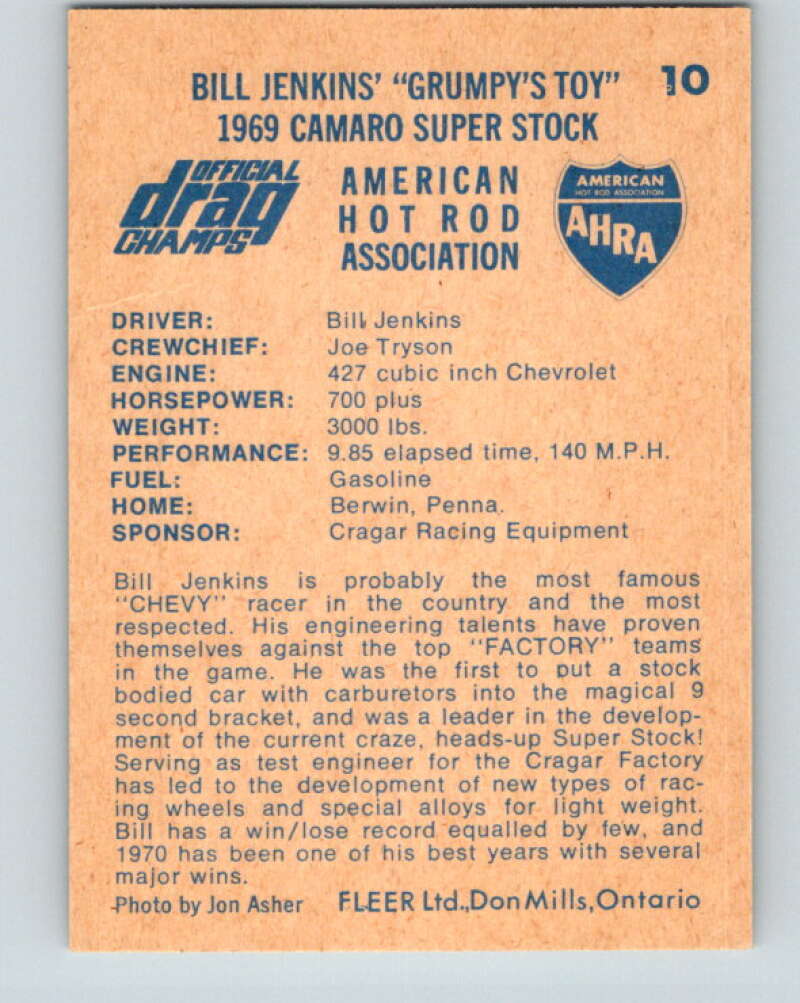 BILL JENKINS' "GRUMPY'S TOY" 10
1969 CAMARO SUPER STOCK
OFFICIAL
drag
CHAMPS
AMERICAN
HOT ROD
ASSOCIATION
AMERICAN
HOT ROD ASSOCIATION
AHRA
DRIVER: Bill Jenkins
CREWCHIEF: Joe Tryson
ENGINE: 427 cubic inch Chevrolet
HORSEPOWER: 700 plus
WEIGHT: 3000 lbs.
PERFORMANCE: 9.85 elapsed time, 140 M.P.H.
FUEL: Gasoline
HOME: Berwin, Penna.
SPONSOR: Cragar Racing Equipment
Bill Jenkins is probably the most famous
"CHEVY" racer in the country and the most
respected. His engineering talents have proven
themselves against the top "FACTORY" teams
in the game. He was the first to put a stock
bodied car with carburetors into the magical 9
second bracket, and was a leader in the develop-
ment of the current craze, heads-up Super Stock!
Serving as test engineer for the Cragar Factory
has led to the development of new types of rac-
ing wheels and special alloys for light weight.
Bill has a win/lose record equalled by few, and
1970 has been one of his best years with several
major wins.
Photo by Jon Asher FLEER Ltd., Don Mills, Ontario